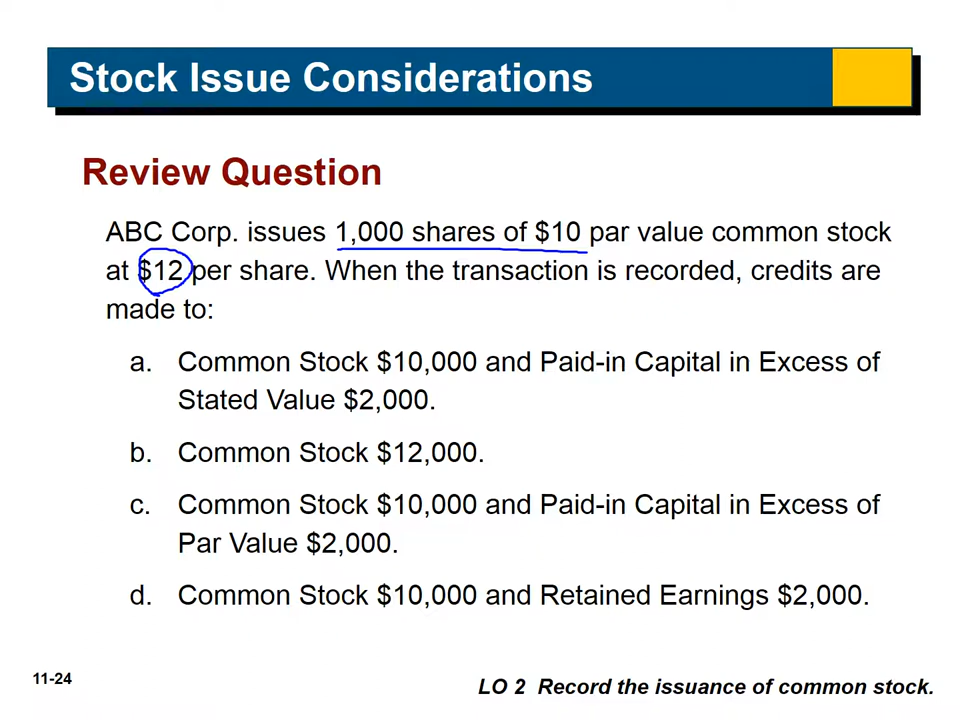 Stock Issue Considerations
Review Question
ABC Corp. issues 1,000 shares of $10 par value common stock
at $12 per share. When the transaction is recorded, credits are
made to:
a. Common Stock $10,000 and Paid-in Capital in Excess of
Stated Value $2,000.
b. Common Stock $12,000.
c. Common Stock $10,000 and Paid-in Capital in Excess of
Par Value $2,000.
d. Common Stock $10,000 and Retained Earnings $2,000.
11-24
LO 2 Record the issuance of common stock.